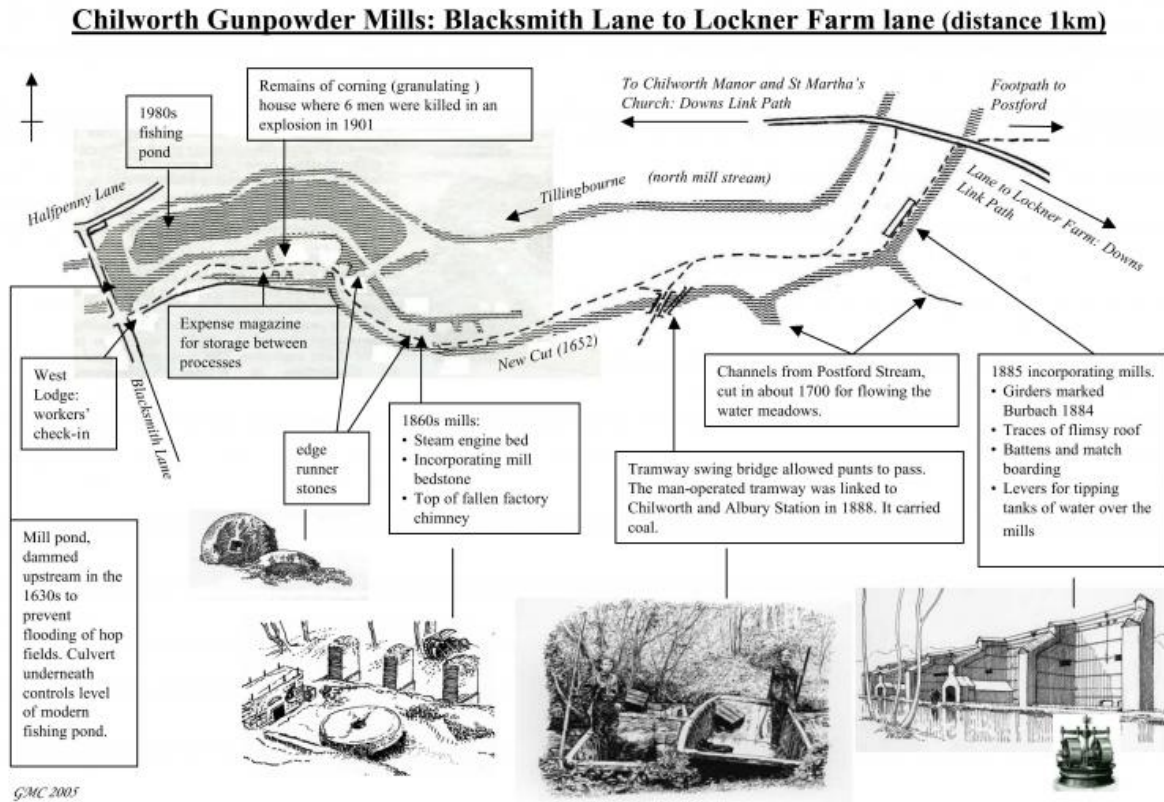 Chilworth Gunpowder Mills: Blacksmith Lane to Lockner Farm lane (distance 1km)
1980s
fishing
pond
Remains of corning (granulating )
house where 6 men were killed in an
explosion in 1901
To Chilworth Manor and St Martha's
Church: Downs Link Path
Footpath to
Postford
Halfpenny Lane
Tillingbourne (north mill stream)
Lane to Lockner Farm: Downs
Link Path
Expense magazine
for storage between
processes
New Cut (1652)
West
Lodge:
workers'
check-in
Blacksmith Lane
edge
runner
stones
1860s mills:
• Steam engine bed
• Incorporating mill
bedstone
• Top of fallen factory
chimney
Channels from Postford Stream,
cut in about 1700 for flowing the
water meadows.
1885 incorporating mills.
• Girders marked
Burbach 1884
• Traces of flimsy roof
• Battens and match
boarding
• Levers for tipping
tanks of water over the
mills
Tramway swing bridge allowed punts to pass.
The man-operated tramway was linked to
Chilworth and Albury Station in 1888. It carried
coal.
Mill pond,
dammed
upstream in the
1630s to
prevent
flooding of hop
fields. Culvert
underneath
controls level
of modern
fishing pond.
GMC 2005